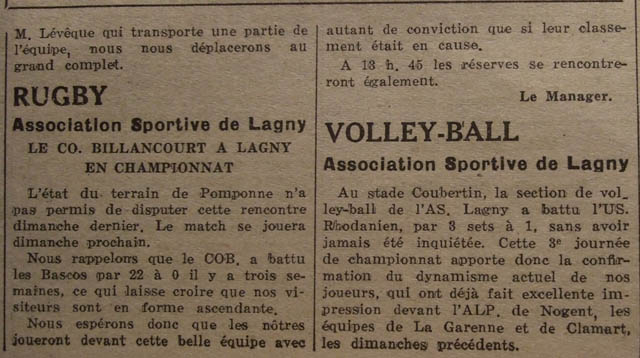 M. Lévêque qui transporte une partie de
l'équipe, nous nous déplacerons au
grand complet.
RUGBY
Association Sportive de Lagny
LE CO. BILLANCOURT A LAGNY
EN CHAMPIONNAT
L'état du terrain de Pomponne n'a
pas permis de disputer cette rencontre
dimanche dernier. Le match se jouera
dimanche prochain.
Nous rappelons que le COB. a battu
les Bascos par 22 à 0 il y a trois se-
maines, ce qui laisse croire que nos vi-
siteurs sont en forme ascendante.
Nous espérons donc que les nôtres
joueront devant cette belle équipe avec
autant de conviction que si leur classe-
ment était en cause.
A 13 h. 45 les réserves se rencontre-
ront également.
Le Manager.
VOLLEY-BALL
Association Sportive de Lagny
Au stade Coubertin, la section de vol_
ley-ball de l'AS. Lagny a battu l'US.
Rhodanien, par 3 sets à 1, sans avoir
jamais été inquiétée. Cette 3e journée
de championnat apporte donc la confir-
mation du dynamisme actuel de nos
joueurs, qui ont déjà fait excellente im-
pression devant l'ALP. de Nogent, les
équipes de La Garenne et de Clamart,
les dimanches précédents.